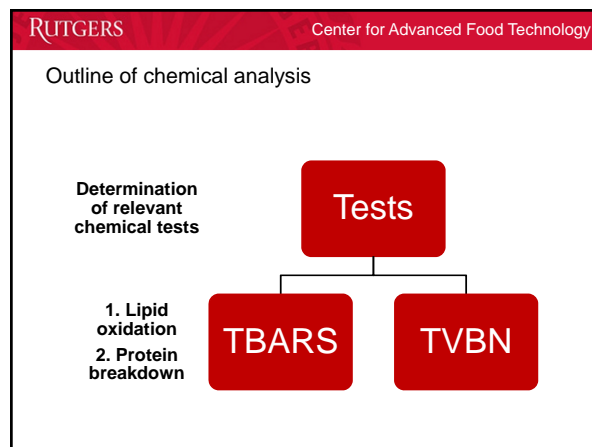 RUTGERS
Center for Advanced Food Technology
Outline of chemical analysis
Determination
of relevant
chemical tests
Tests
1. Lipid
oxidation
2. Protein
breakdown
TBARS
TVBN